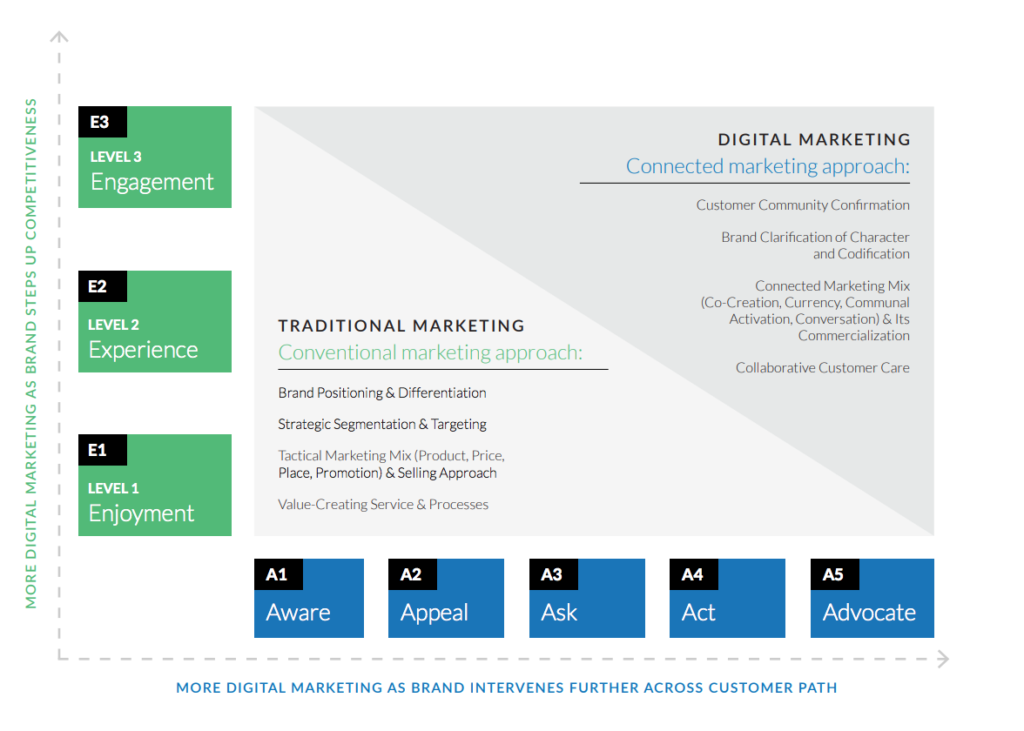 MORE DIGITAL MARKETING AS BRAND STEPS UP COMPETITIVENESS
E3
LEVEL 3
Engagement
E2
LEVEL 2
Experience
E1
LEVEL 1
Enjoyment
DIGITAL MARKETING
Connected marketing approach:
Customer Community Confirmation
Brand Clarification of Character
and Codification
Connected Marketing Mix
(Co-Creation, Currency, Communal
Activation, Conversation) & Its
Commercialization
Collaborative Customer Care
TRADITIONAL MARKETING
Conventional marketing approach:
Brand Positioning & Differentiation
Strategic Segmentation & Targeting
Tactical Marketing Mix (Product, Price,
Place, Promotion) & Selling Approach
Value-Creating Service & Processes
A1
Aware
A2
Appeal
A3
Ask
A4
Act
A5
Advocate
MORE DIGITAL MARKETING AS BRAND INTERVENES FURTHER ACROSS CUSTOMER PATH